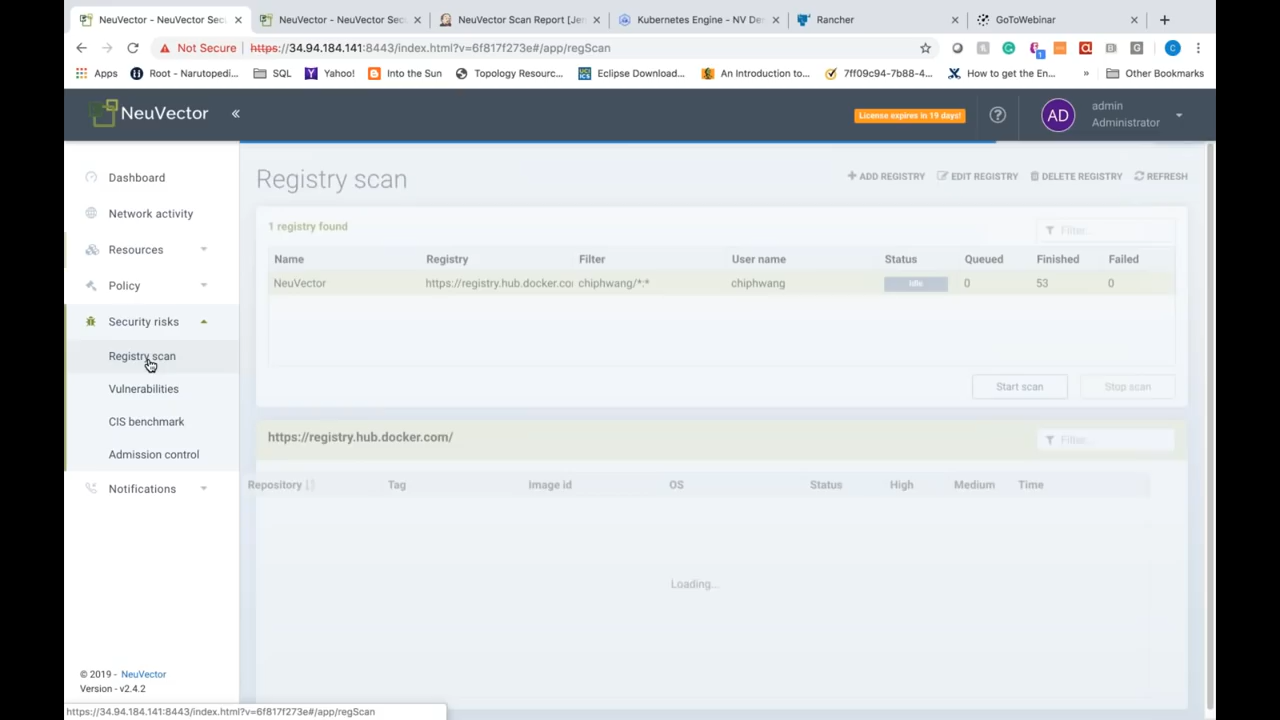 NeuVector - NeuVector Sec
NeuVector - NeuVector Sec
NeuVector Scan Report [Jen
Kubernetes Engine - NV De
Rancher
GoToWebinar
Not Secure
https://34.94.184.141:8443/index.html?v=6f817f273e#/app/regScan
Apps
Root - Narutopedi...
SQL
Yahoo!
Into the Sun
Topology Resourc...
Eclipse Download...
An Introduction to...
7ff09c94-7b88-4...
How to get the En...
»
Other Bookmarks
NeuVector
«
License expires in 19 days!
AD
admin
Administrator
Dashboard
Network activity
Resources
Policy
Security risks
Registry scan
Vulnerabilities
CIS benchmark
Admission control
Notifications
© 2019 - NeuVector
Version - v2.4.2
Registry scan
ADD REGISTRY
EDIT REGISTRY
DELETE REGISTRY
REFRESH
1 registry found
Filter...
Name Registry Filter User name Status Queued Finished Failed
NeuVector https://registry.hub.docker.co chiphwang/*:* chiphwang Idle 0 53 0
Start scan
Stop scan
https://registry.hub.docker.com/
Filter...
Repository Tag Image id OS Status High Medium Time
Loading...
https://34.94.184.141:8443/index.html?v=6f817f273e#/app/regScan